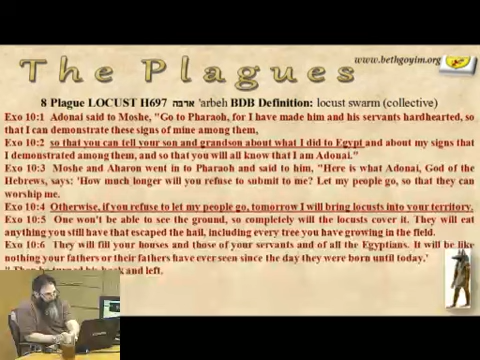 www.bethgoyim.org
The Plagues
8 Plague LOCUST H697 ארבה 'arbeh BDB Definition: locust swarm (collective)
Exo 10:1 Adonai said to Moshe, "Go to Pharaoh, for I have made him and his servants hardhearted, so
that I can demonstrate these signs of mine among them,
Exo 10:2 so that you can tell your son and grandson about what I did to Egypt and about my signs that
I demonstrated among them, and so that you will all know that I am Adonai."
Exo 10:3 Moshe and Aharon went in to Pharaoh and said to him, "Here is what Adonai, God of the
Hebrews, says: 'How much longer will you refuse to submit to me? Let my people go, so that they can
worship me.
Exo 10:4 Otherwise, if you refuse to let my people go, tomorrow I will bring locusts into your territory.
Exo 10:5 One won't be able to see the ground, so completely will the locusts cover it. They will eat
anything you still have that escaped the hail, including every tree you have growing in the field.
Exo 10:6 They will fill your houses and those of your servants and of all the Egyptians. It will be like
nothing your fathers or their fathers have ever seen since the day they were born until today.'
" Then he turned his back and left.